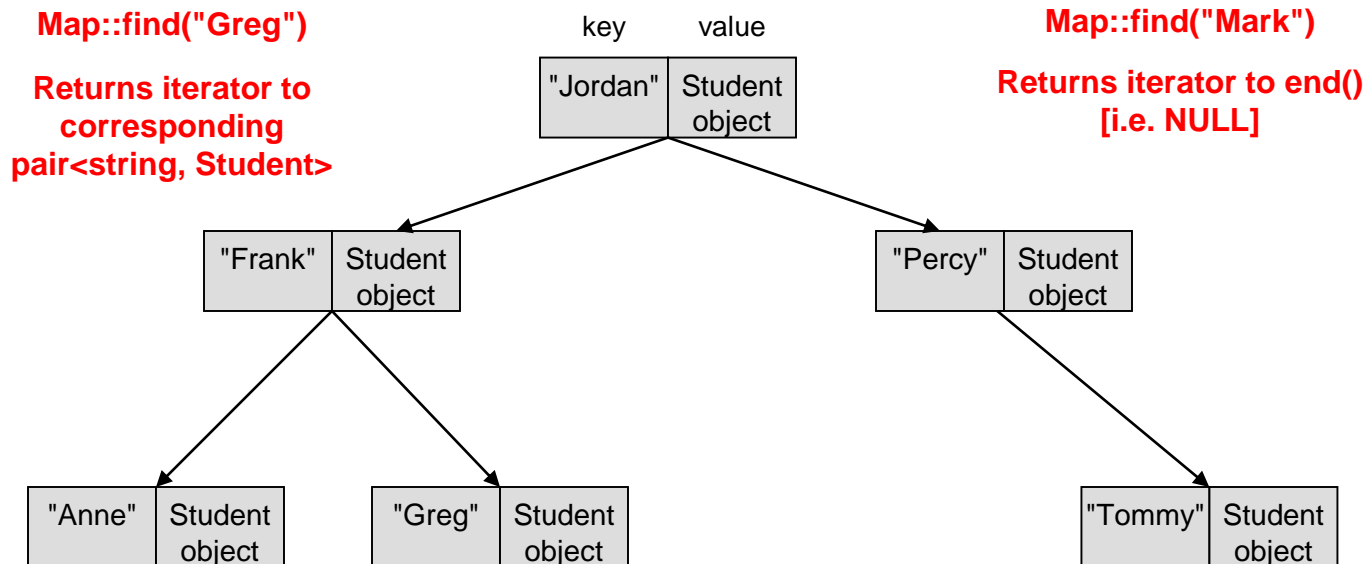 Map::find("Greg")
Returns iterator to
corresponding
pair<string, Student>
key value
"Jordan" Student
object
Map::find("Mark")
Returns iterator to end()
[i.e. NULL]
"Frank" Student
object
"Percy" Student
object
"Anne" Student
object
"Greg" Student
object
"Tommy" Student
object